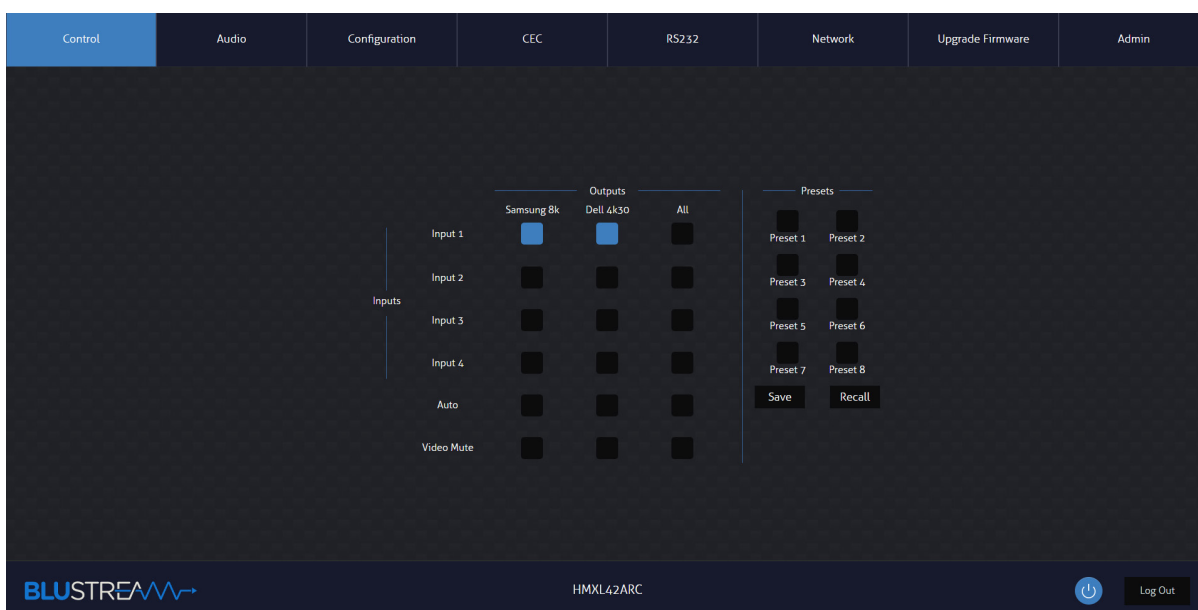 Control Audio Configuration CEC RS232 Network Upgrade Firmware Admin
Outputs
Samsung 8k Dell 4k30 All
Inputs
Input 1
Input 2
Input 3
Input 4
Auto
Video Mute
Presets
Preset 1 Preset 2
Preset 3 Preset 4
Preset 5 Preset 6
Preset 7 Preset 8
Save Recall
BLUSTREAM HMXL42ARC Log Out